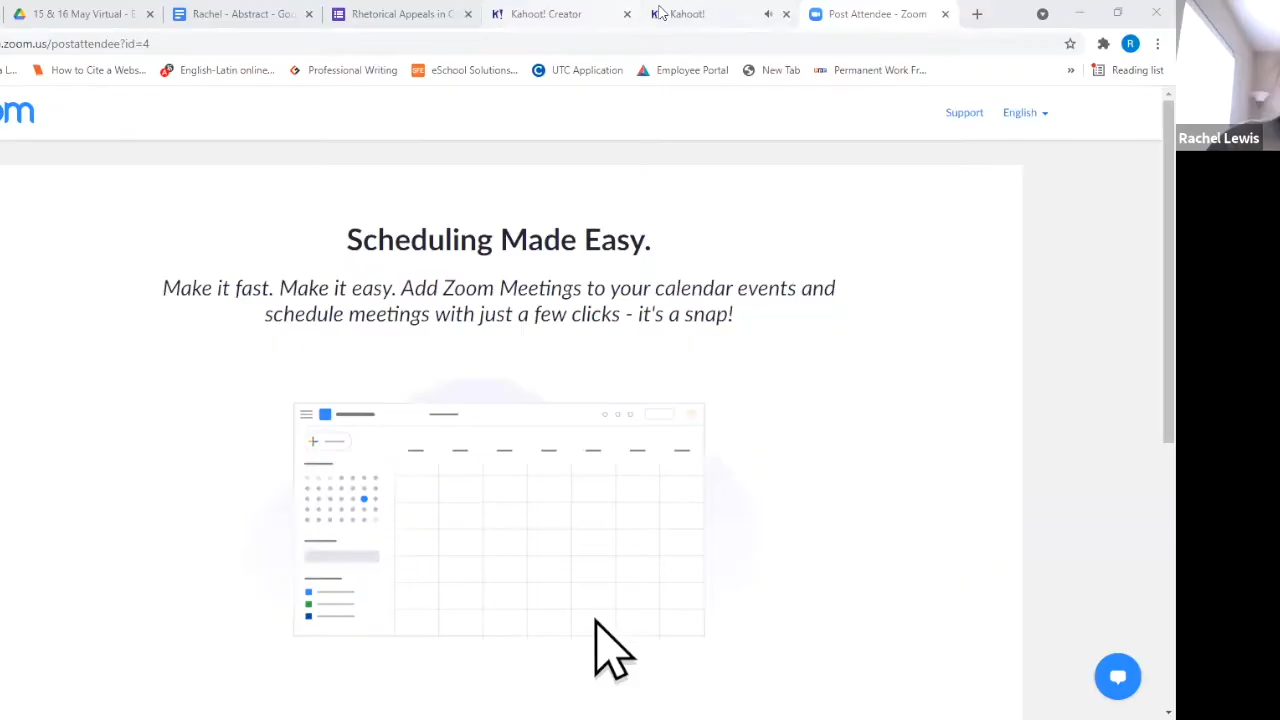 15 & 16 May Virtual - E
Rachel - Abstract - Goo
Rhetorical Appeals in C
K! Kahoot! Creator
K! Kahoot!
Post Attendee - Zoom
.zoom.us/postattendee?id=4
R
a L...
How to Cite a Webs...
English-Latin online...
Professional Writing
SFE eSchool Solutions...
UTC Application
Employee Portal
New Tab
Permanent Work Fr...
»
Reading list
om
Support
English
Rachel Lewis
Scheduling Made Easy.
Make it fast. Make it easy. Add Zoom Meetings to your calendar events and
schedule meetings with just a few clicks - it's a snap!